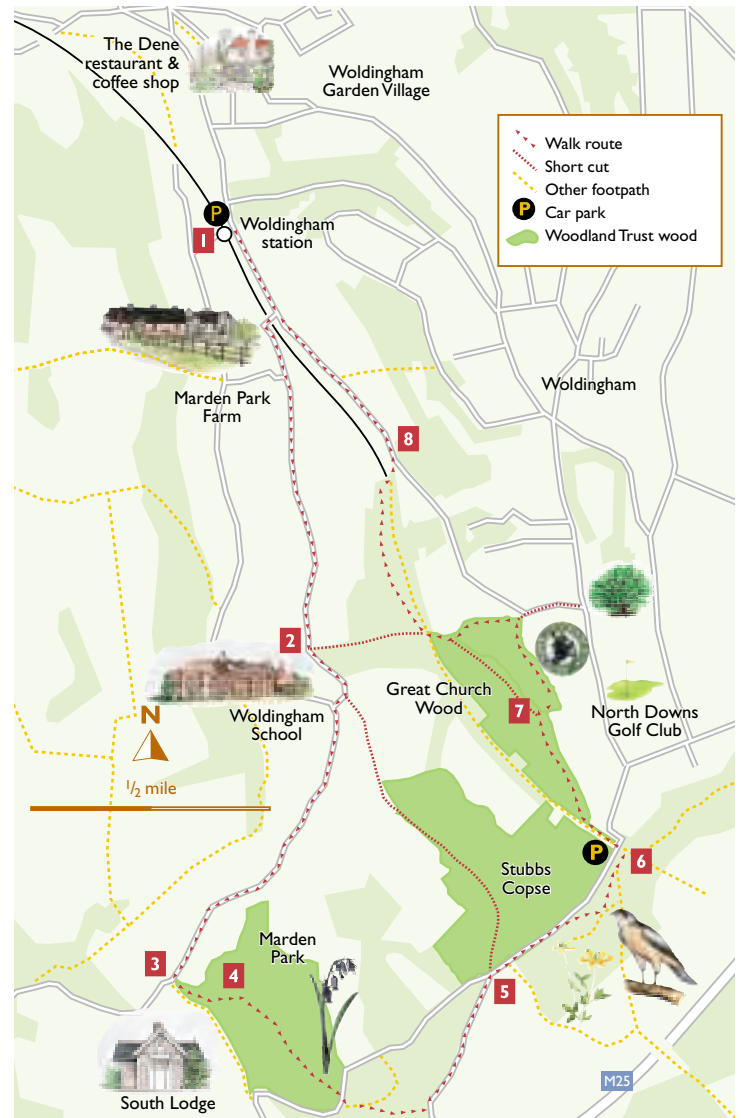 The Dene
restaurant &
coffee shop
Woldingham
Garden Village
Walk route
Short cut
Other footpath
P
Car park
Woodland Trust wood
P
1
Woldingham
station
Marden Park
Farm
Woldingham
8
2
Great Church
Wood
7
North Downs
Golf Club
Woldingham
School
N
1/2 mile
P
6
Stubbs
Copse
Marden
Park
3
4
5
South Lodge
M25